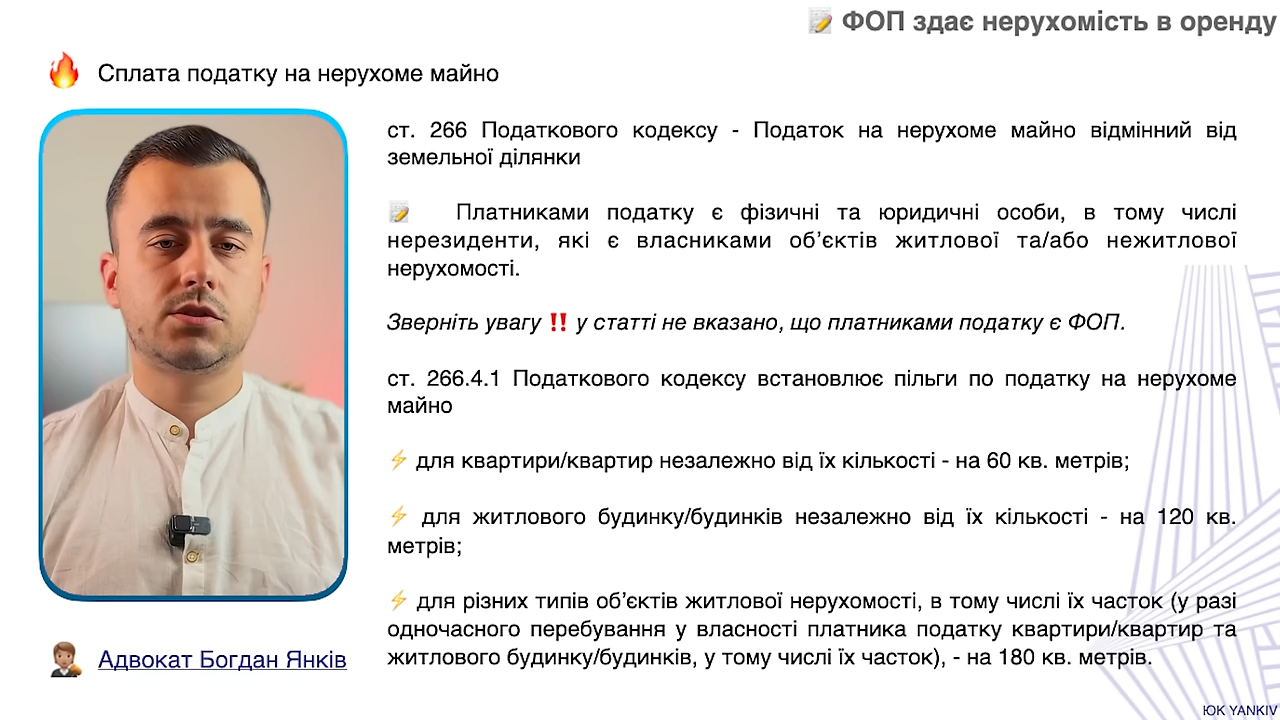 ФОП здає нерухомість в оренду
Сплата податку на нерухоме майно
ст. 266 Податкового кодексу - Податок на нерухоме майно відмінний від
земельної ділянки
Платниками податку є фізичні та юридичні особи, в тому числі
нерезиденти, які є власниками об’єктів житлової та/або нежитлової
нерухомості.
Зверніть увагу ‼️ у статті не вказано, що платниками податку є ФОП.
ст. 266.4.1 Податкового кодексу встановлює пільги по податку на нерухоме
майно
для квартири/квартир незалежно від їх кількості - на 60 кв. метрів;
для житлового будинку/будинків незалежно від їх кількості - на 120 кв.
метрів;
для різних типів об’єктів житлової нерухомості, в тому числі їх часток (у разі
одночасного перебування у власності платника податку квартири/квартир та
житлового будинку/будинків, у тому числі їх часток), - на 180 кв. метрів.
Адвокат Богдан Янків
ЮК YANKIV